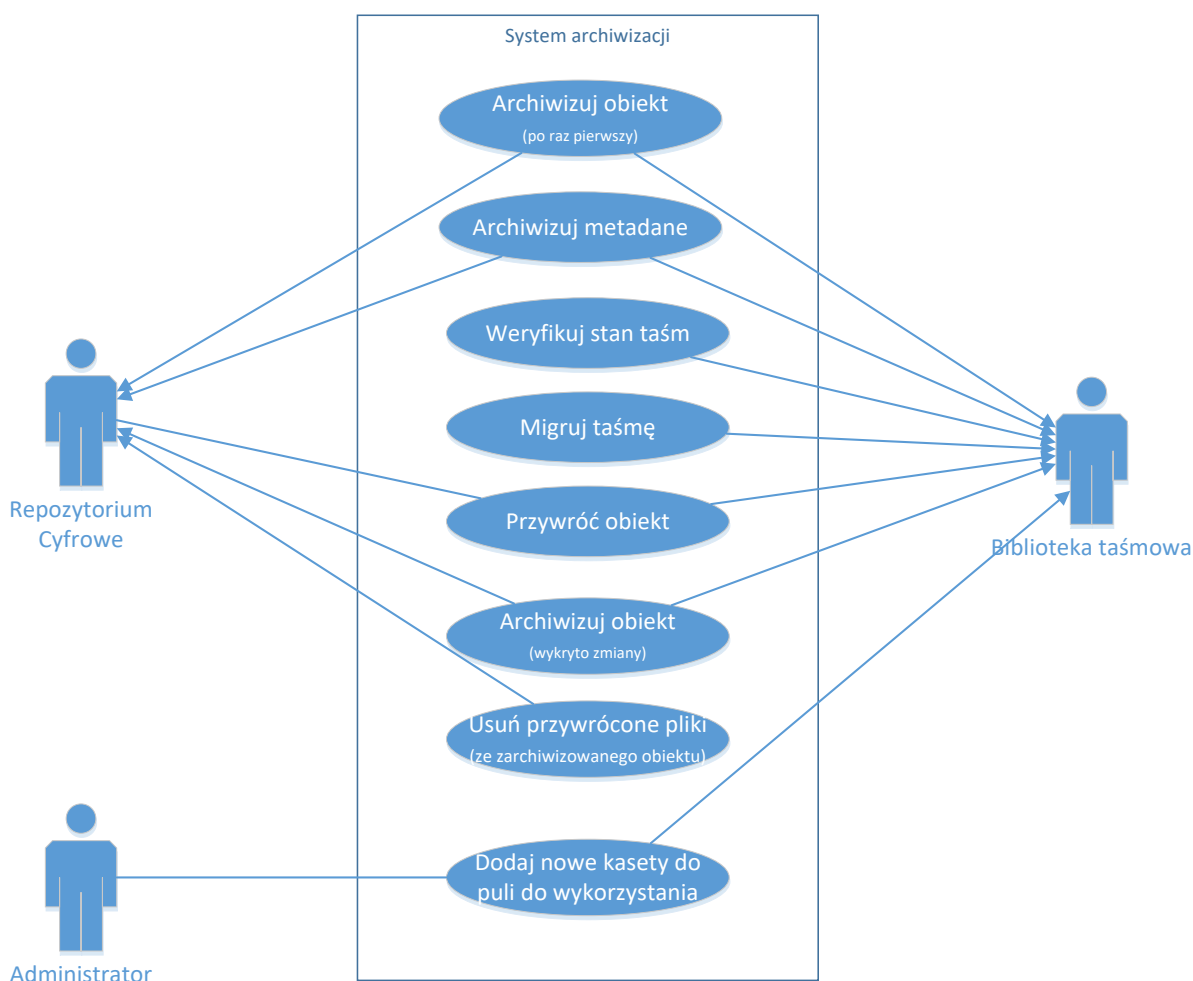 System archiwizacji
Archiwizuj obiekt
(po raz pierwszy)
Archiwizuj metadane
Weryfikuj stan taśm
Migruj taśmę
Przywróć obiekt
Archiwizuj obiekt
(wykryto zmiany)
Usuń przywrócone pliki
(ze zarchiwizowanego obiektu)
Dodaj nowe kasety do
puli do wykorzystania
Repozytorium
Cyfrowe
Biblioteka taśmowa
Administrator